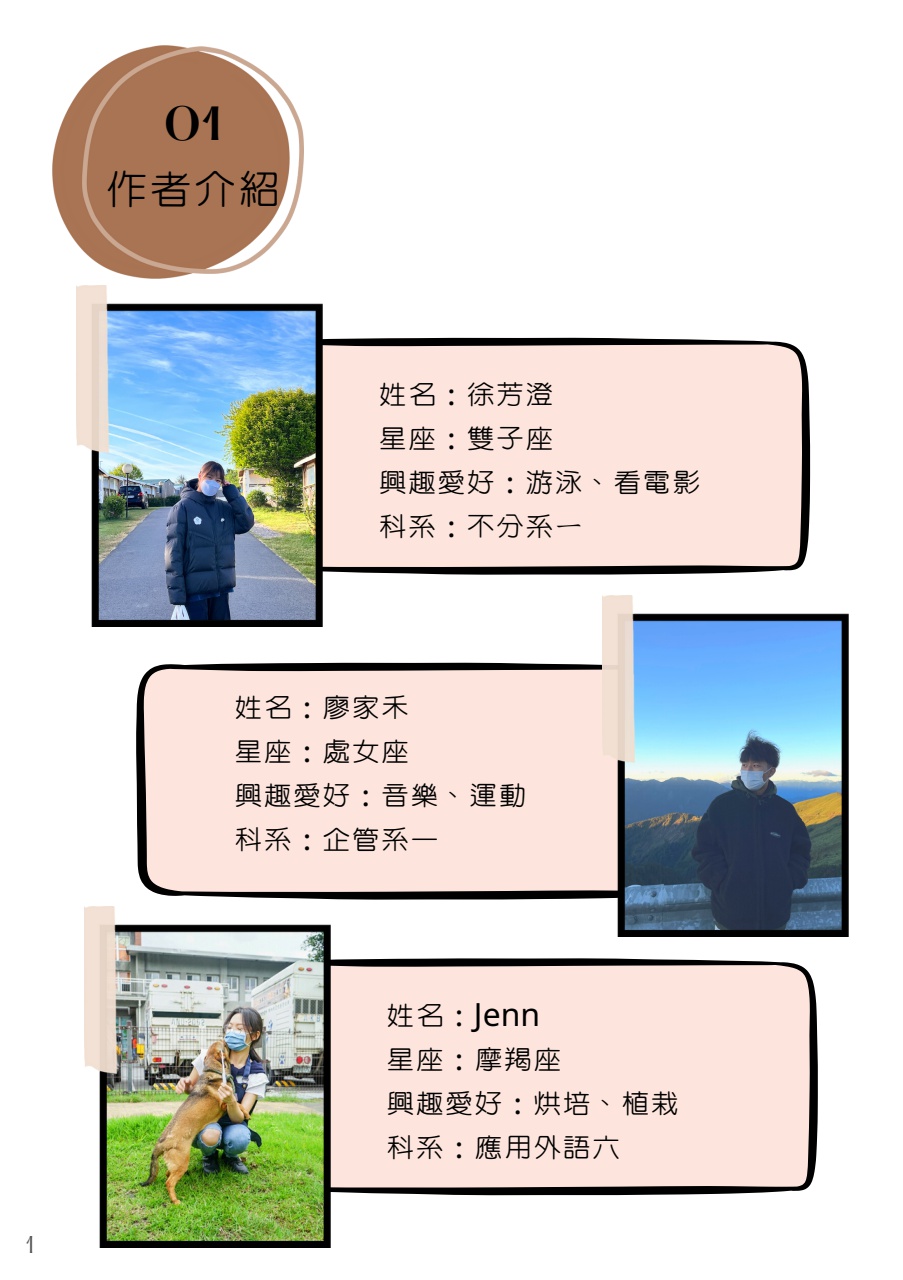 01
作者介紹
姓名：徐芳澄
星座：雙子座
興趣愛好：游泳、看電影
科系：不分系一
姓名：廖家禾
星座：處女座
興趣愛好：音樂、運動
科系：企管系一
姓名：Jenn
星座：摩羯座
興趣愛好：烘培、植栽
科系：應用外語六
1